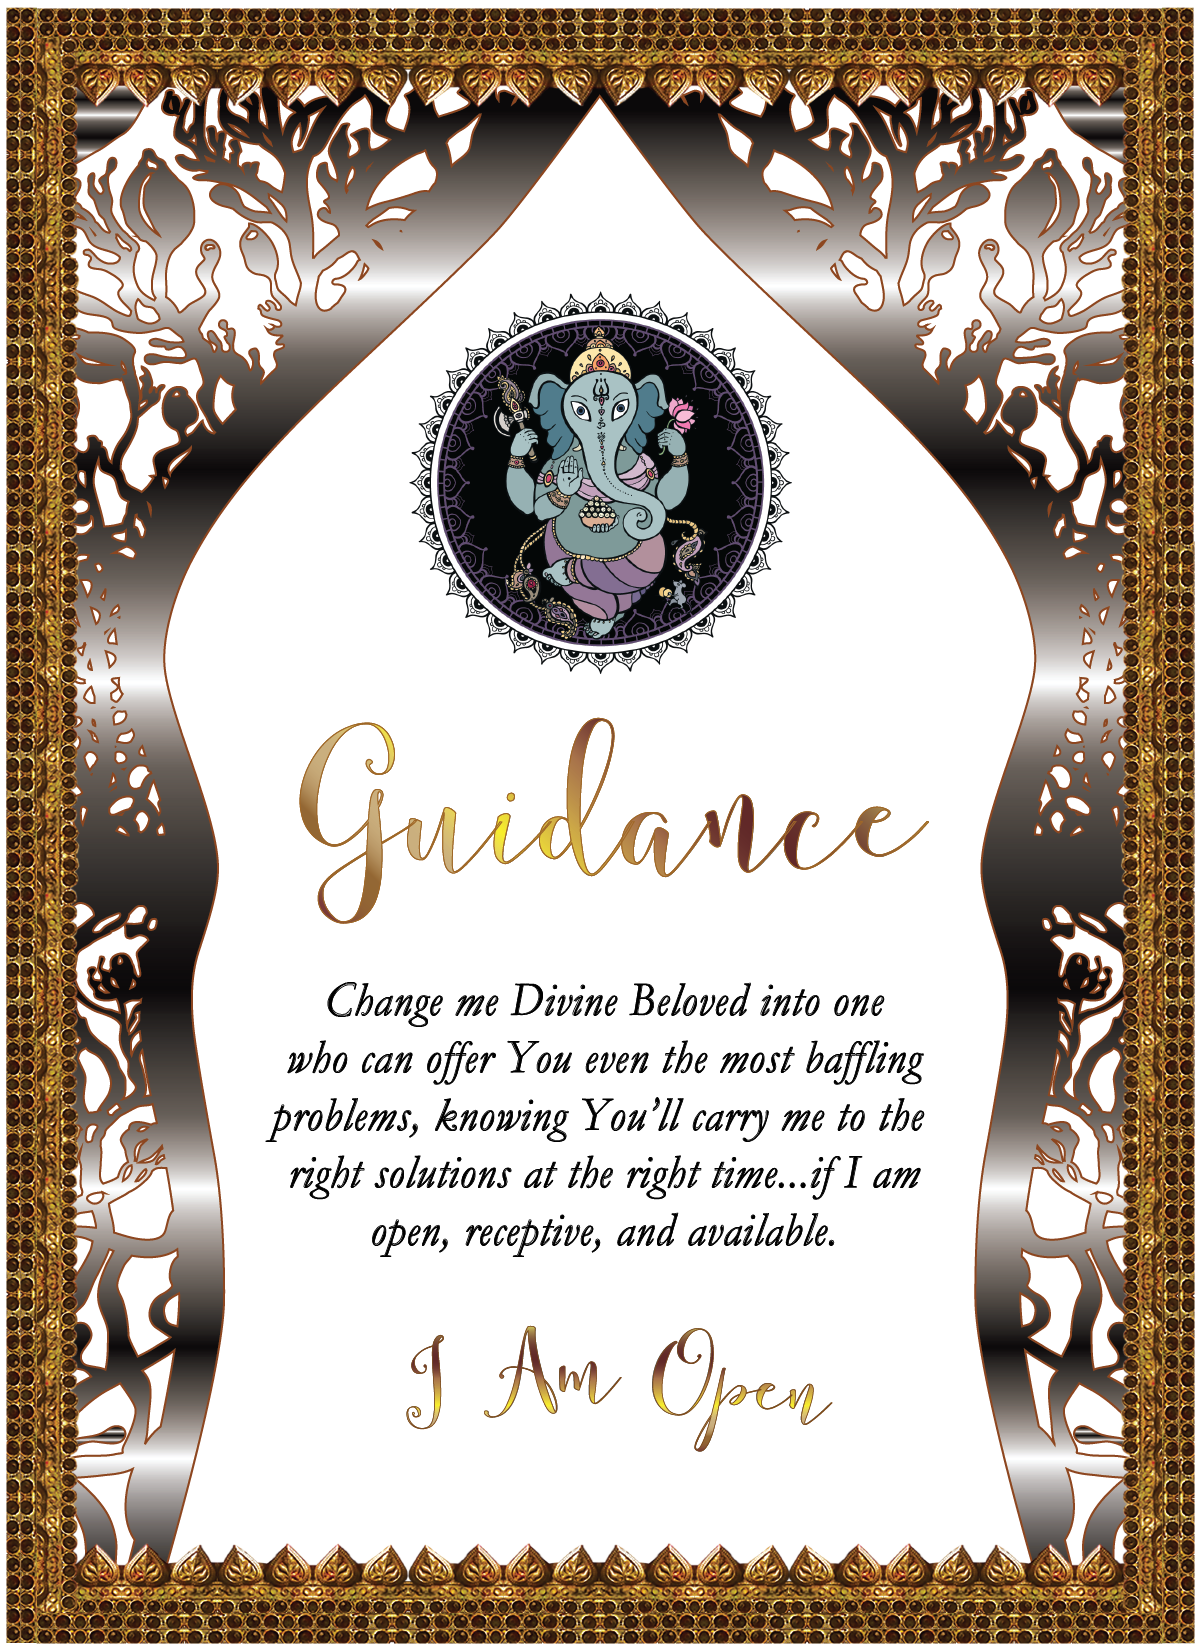 Guidance
Change me Divine Beloved into one
who can offer You even the most baffling
problems, knowing You’ll carry me to the
right solutions at the right time...if I am
open, receptive, and available.
I Am Open